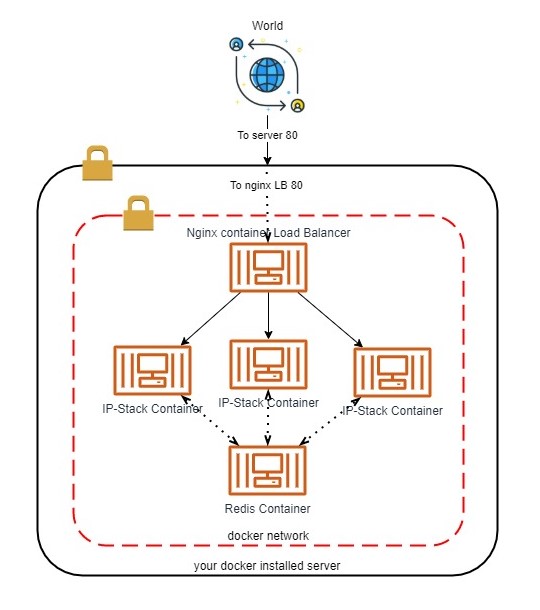 World
To server 80
To nginx LB 80
Nginx container Load Balancer
IP-Stack Container
IP-Stack Container
IP-Stack Container
Redis Container
docker network
your docker installed server